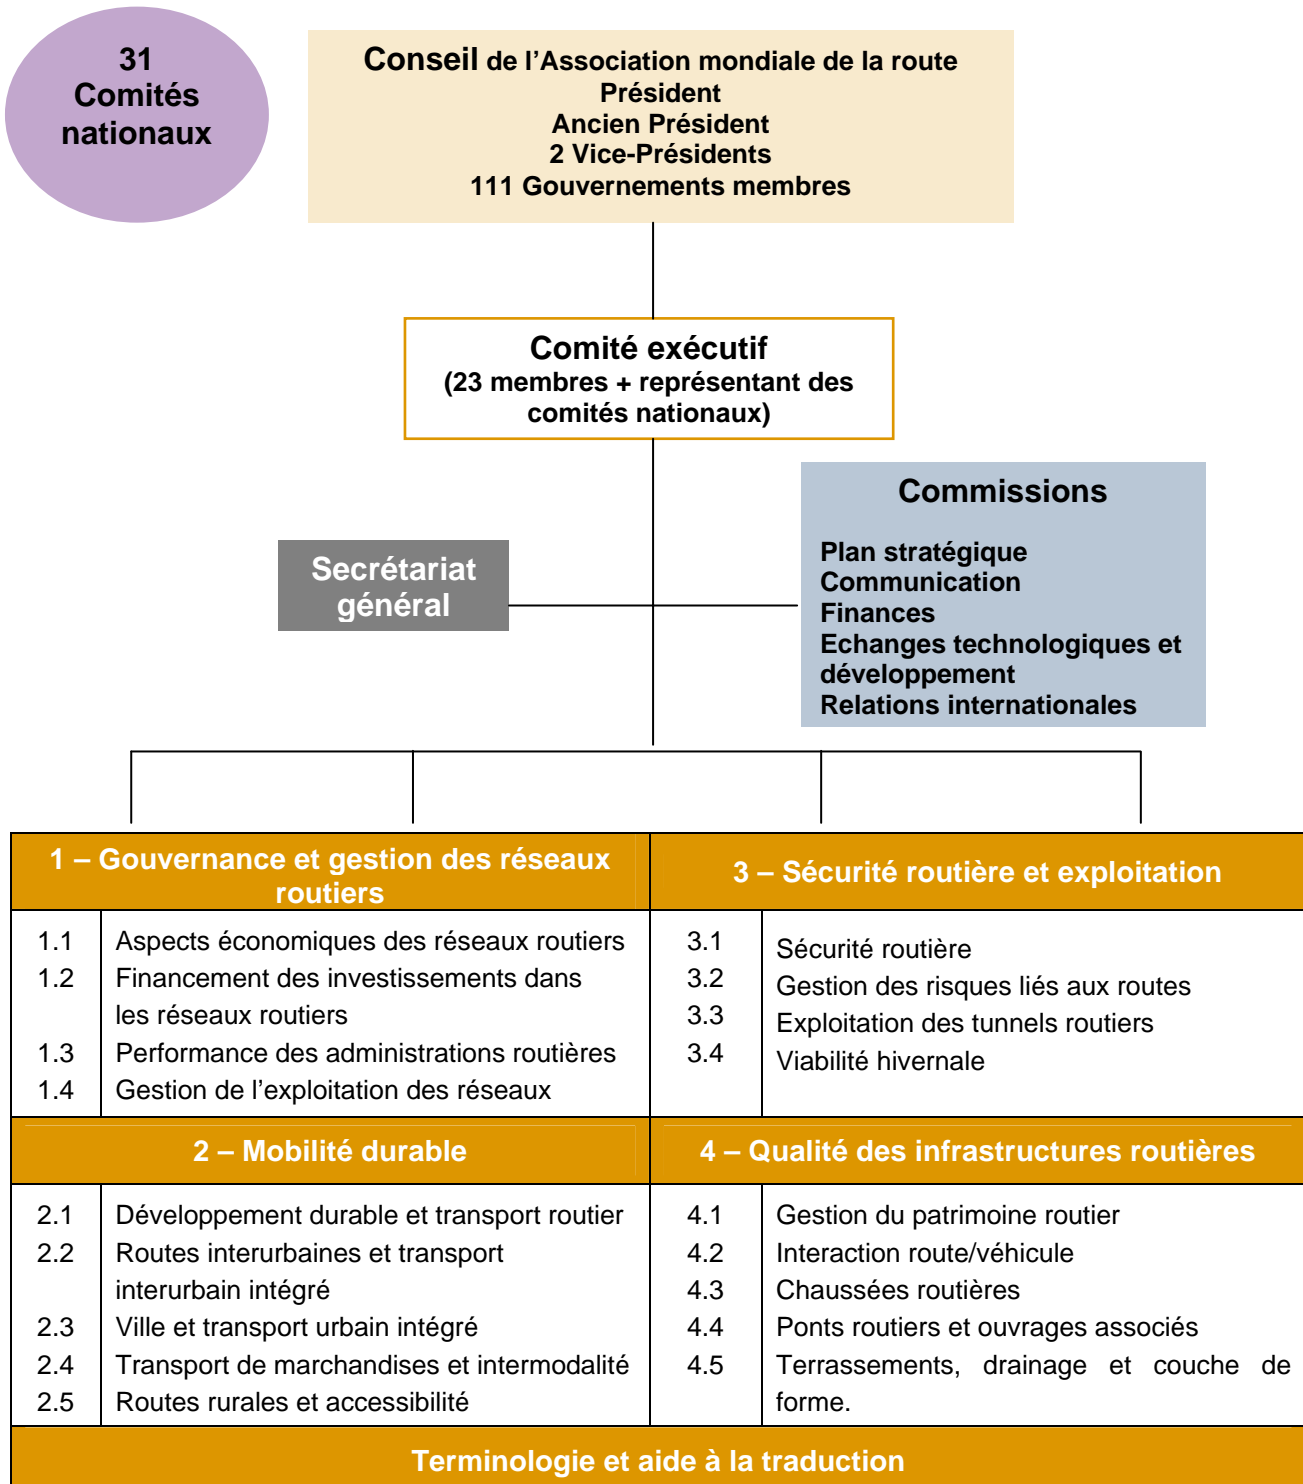 31
Comités
nationaux
Conseil de l’Association mondiale de la route
Président
Ancien Président
2 Vice-Présidents
111 Gouvernements membres
Comité exécutif
(23 membres + représentant des
comités nationaux)
Commissions
Plan stratégique
Communication
Finances
Echanges technologiques et
développement
Relations internationales
Secrétariat
général
1 – Gouvernance et gestion des réseaux
routiers
1.1 Aspects économiques des réseaux routiers
1.2 Financement des investissements dans
les réseaux routiers
1.3 Performance des administrations routières
1.4 Gestion de l’exploitation des réseaux
3 – Sécurité routière et exploitation
3.1 Sécurité routière
3.2 Gestion des risques liés aux routes
3.3 Exploitation des tunnels routiers
3.4 Viabilité hivernale
2 – Mobilité durable
2.1 Développement durable et transport routier
2.2 Routes interurbaines et transport
interurbain intégré
2.3 Ville et transport urbain intégré
2.4 Transport de marchandises et intermodalité
2.5 Routes rurales et accessibilité
4 – Qualité des infrastructures routières
4.1 Gestion du patrimoine routier
4.2 Interaction route/véhicule
4.3 Chaussées routières
4.4 Ponts routiers et ouvrages associés
4.5 Terrassements, drainage et couche de
forme.
Terminologie et aide à la traduction